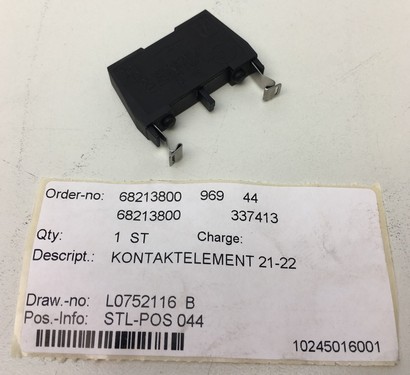 Order-no: 68213800 969 44
68213800 337413
Qty: 1 ST Charge:
Descript.: KONTAKTELEMENT 21-22
Draw.-no: L0752116 B
Pos.-Info: STL-POS 044
10245016001